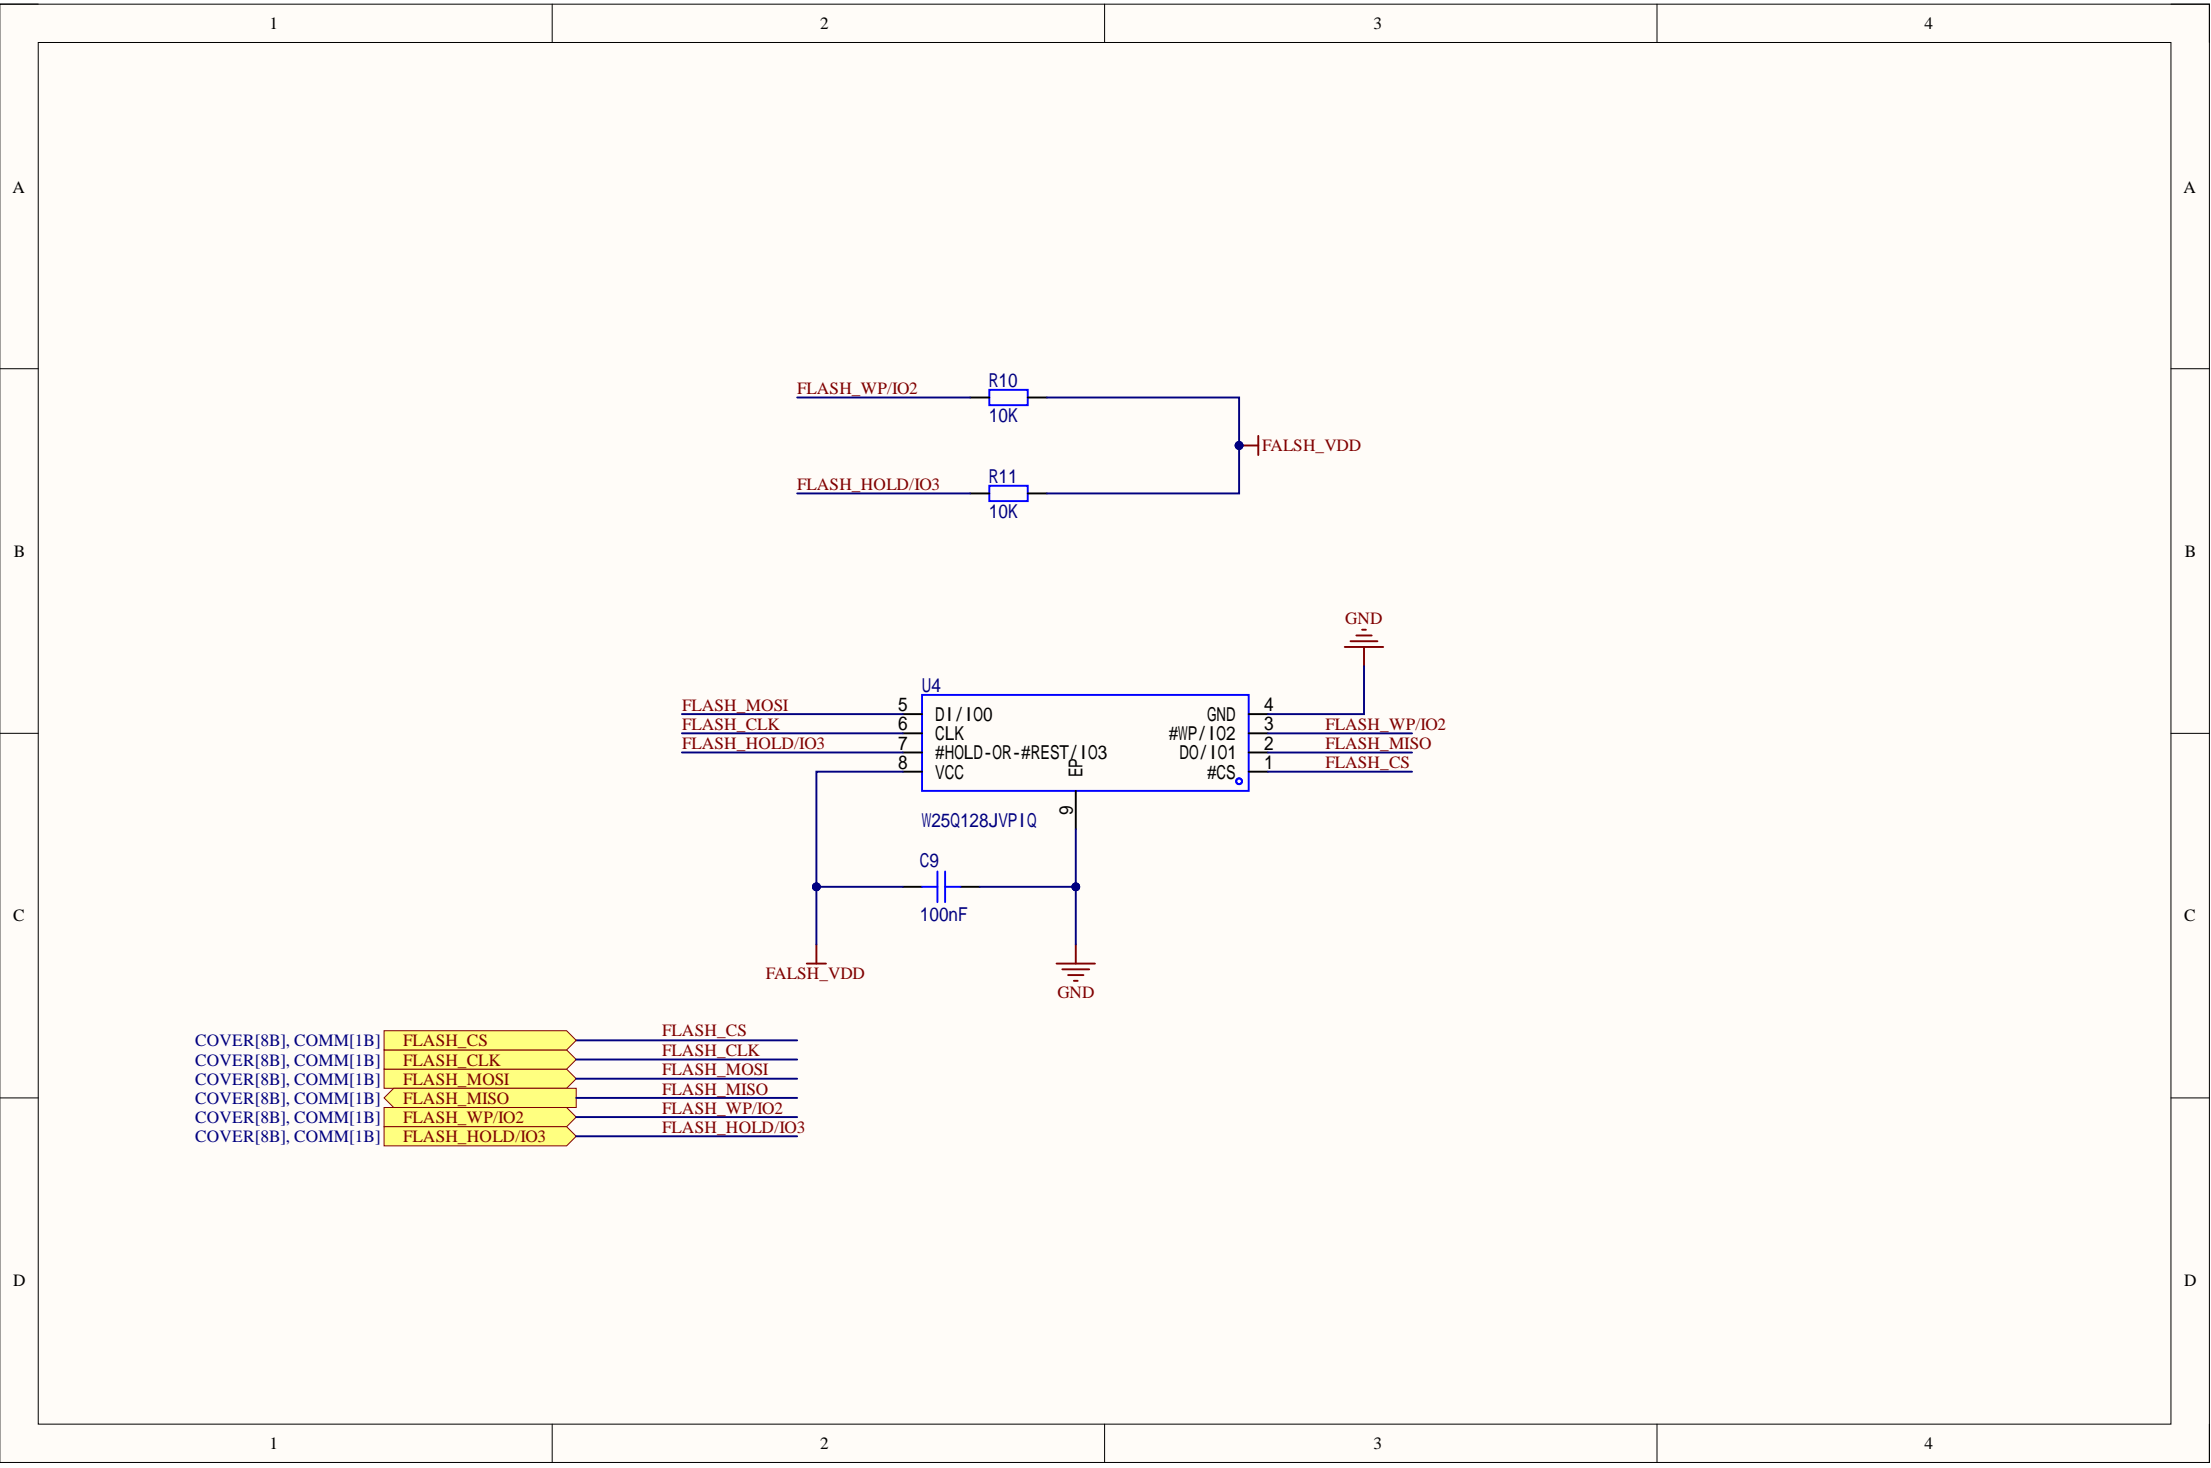 1 2 3 4
A A
FLASH_WP/IO2 R10
10K
FALSH_VDD
FLASH_HOLD/IO3 R11
10K
B B
GND
U4
FLASH_MOSI 5 DI/IO0 GND 4
FLASH_CLK 6 CLK #WP/IO2 3 FLASH_WP/IO2
FLASH_HOLD/IO3 7 #HOLD-OR-#REST/IO3 DO/IO1 2 FLASH_MISO
8 VCC EP #CS 1 FLASH_CS
W25Q128JVPIQ 9
C9
100nF
C C
FALSH_VDD
GND
COVER[8B], COMM[1B] FLASH_CS FLASH_CS
COVER[8B], COMM[1B] FLASH_CLK FLASH_CLK
COVER[8B], COMM[1B] FLASH_MOSI FLASH_MOSI
COVER[8B], COMM[1B] FLASH_MISO FLASH_MISO
COVER[8B], COMM[1B] FLASH_WP/IO2 FLASH_WP/IO2
COVER[8B], COMM[1B] FLASH_HOLD/IO3 FLASH_HOLD/IO3
D D
1 2 3 4